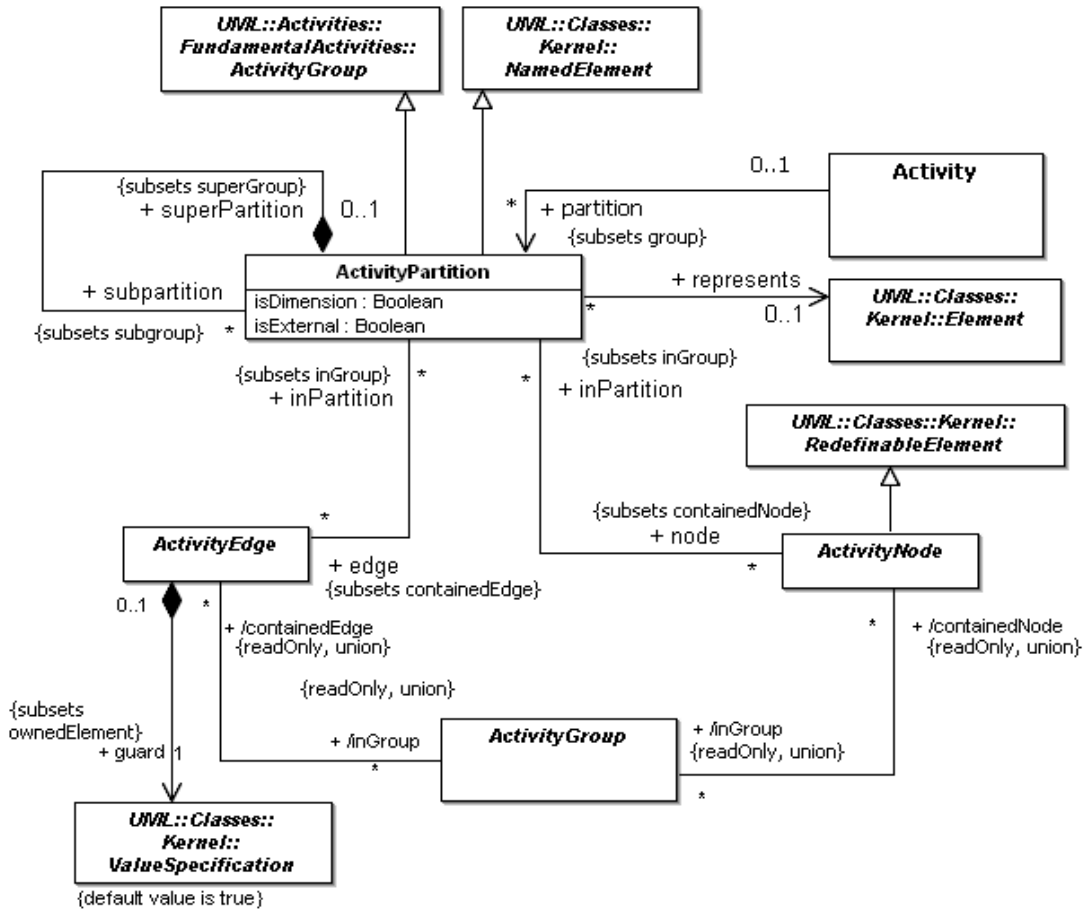 UML::Activities::
FundamentalActivities::
ActivityGroup
UML::Classes::
Kernel::
NamedElement
{subsets superGroup}
+ superPartition
0..1
0..1
Activity
*
+ partition
{subsets group}
ActivityPartition
isDimension : Boolean
isExternal : Boolean
+ subpartition
{subsets subgroup}
*
+ represents
*
0..1
UML::Classes::
Kernel::Element
{subsets inGroup}
*
+ inPartition
{subsets inGroup}
*
+ inPartition
UML::Classes::Kernel::
RedefinableElement
*
ActivityEdge
+ edge
{subsets containedEdge}
{subsets containedNode}
+ node
*
ActivityNode
0..1
*
+ /containedEdge
{readOnly, union}
*
+ /containedNode
{readOnly, union}
{readOnly, union}
{subsets
ownedElement}
+ guard
1
+ /inGroup
*
ActivityGroup
+ /inGroup
{readOnly, union}
*
UML::Classes::
Kernel::
ValueSpecification
{default value is true}